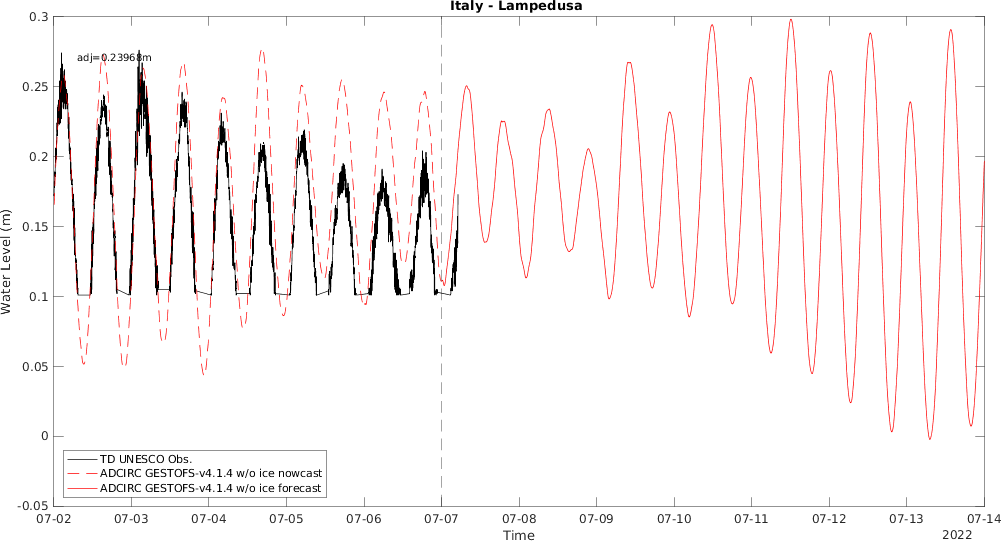 Italy - Lampedusa
adj=0.23968m
Water Level (m)
0.3
0.25
0.2
0.15
0.1
0.05
0
-0.05
TD UNESCO Obs.
ADCIRC GESTOFS-v4.1.4 w/o ice nowcast
ADCIRC GESTOFS-v4.1.4 w/o ice forecast
07-02 07-03 07-04 07-05 07-06 07-07 07-08 07-09 07-10 07-11 07-12 07-13 07-14
Time
2022